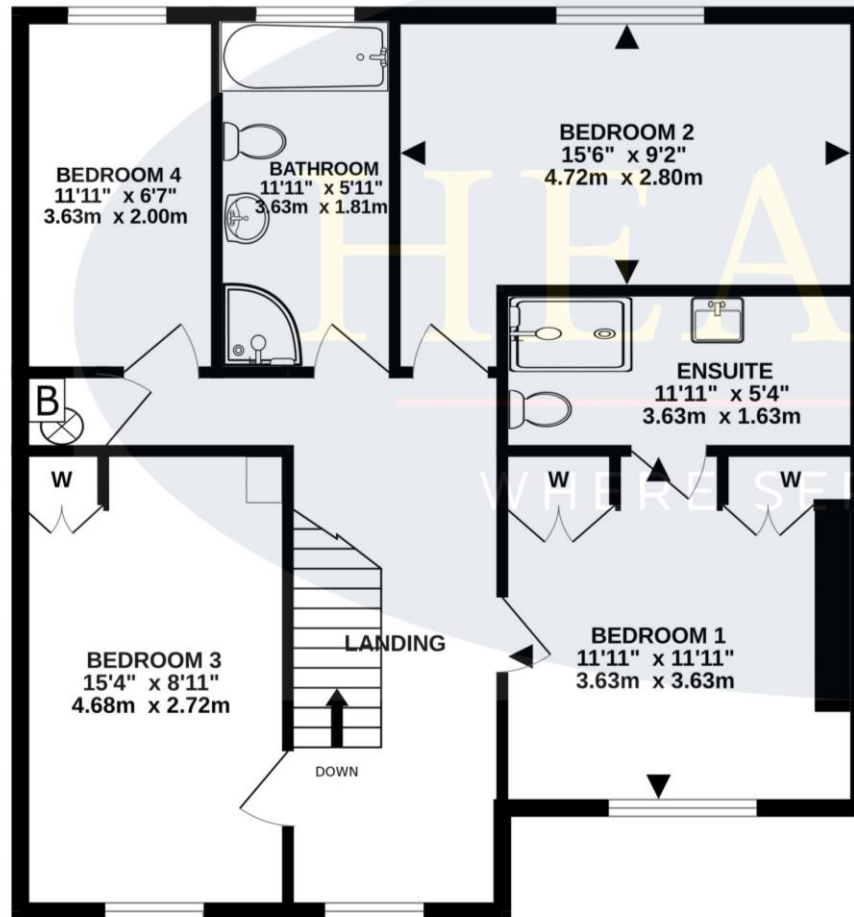 BEDROOM 4
11'11" x 6'7"
3.63m x 2.00m
BATHROOM
11'11" x 5'11"
3.63m x 1.81m
BEDROOM 2
15'6" x 9'2"
4.72m x 2.80m
HEA
B
ENSUITE
11'11" x 5'4"
3.63m x 1.63m
W
W
W
WHERE SER
BEDROOM 3
15'4" x 8'11"
4.68m x 2.72m
LANDING
BEDROOM 1
11'11" x 11'11"
3.63m x 3.63m
DOWN